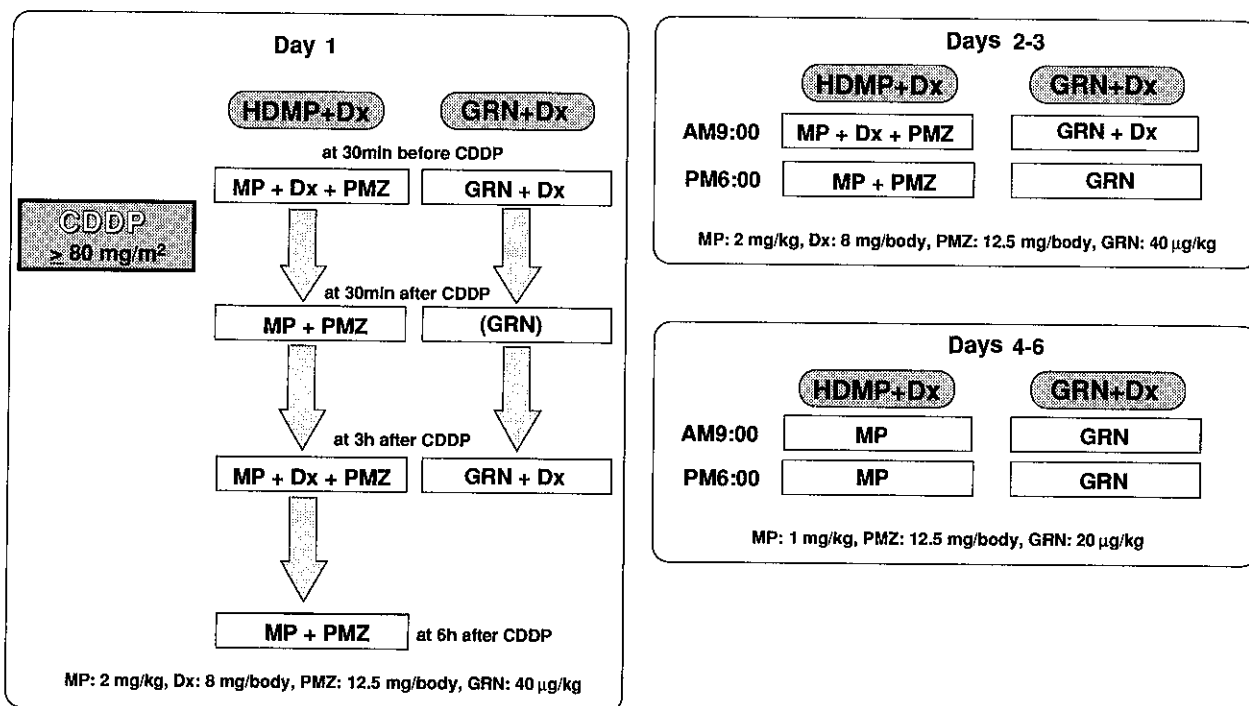 Day 1
HDMP+Dx GRN+Dx
at 30min before CDDP
MP + Dx + PMZ GRN + Dx
CDDP
≥ 80 mg/m²
at 30min after CDDP
MP + PMZ (GRN)
at 3h after CDDP
MP + Dx + PMZ GRN + Dx
MP + PMZ at 6h after CDDP
MP: 2 mg/kg, Dx: 8 mg/body, PMZ: 12.5 mg/body, GRN: 40 μg/kg
Days 2-3
HDMP+Dx GRN+Dx
AM9:00 MP + Dx + PMZ GRN + Dx
PM6:00 MP + PMZ GRN
MP: 2 mg/kg, Dx: 8 mg/body, PMZ: 12.5 mg/body, GRN: 40 μg/kg
Days 4-6
HDMP+Dx GRN+Dx
AM9:00 MP GRN
PM6:00 MP GRN
MP: 1 mg/kg, PMZ: 12.5 mg/body, GRN: 20 μg/kg